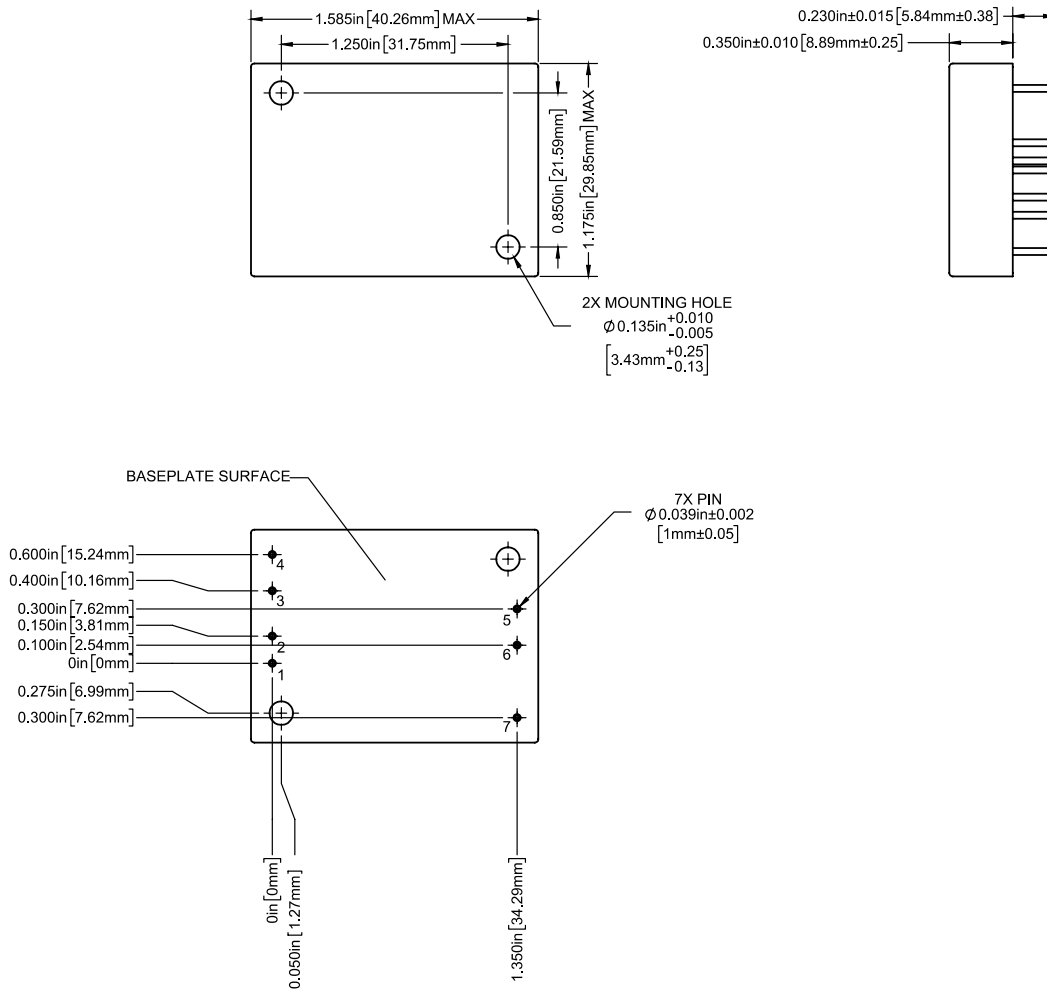 1.585in[40.26mm] MAX
1.250in[31.75mm]
0.850in[21.59mm]
1.175in[29.85mm] MAX
0.230in±0.015 [5.84mm±0.38]
0.350in±0.010 [8.89mm±0.25]
2X MOUNTING HOLE
Ø0.135in +0.010
-0.005
[3.43mm +0.25
-0.13]
BASEPLATE SURFACE
7X PIN
Ø0.039in±0.002
[1mm±0.05]
0.600in[15.24mm]
0.400in[10.16mm]
0.300in[7.62mm]
0.150in[3.81mm]
0.100in[2.54mm]
0in[0mm]
0.275in[6.99mm]
0.300in[7.62mm]
4
3
2
1
5
6
7
0in[0mm]
0.050in[1.27mm]
1.350in[34.29mm]